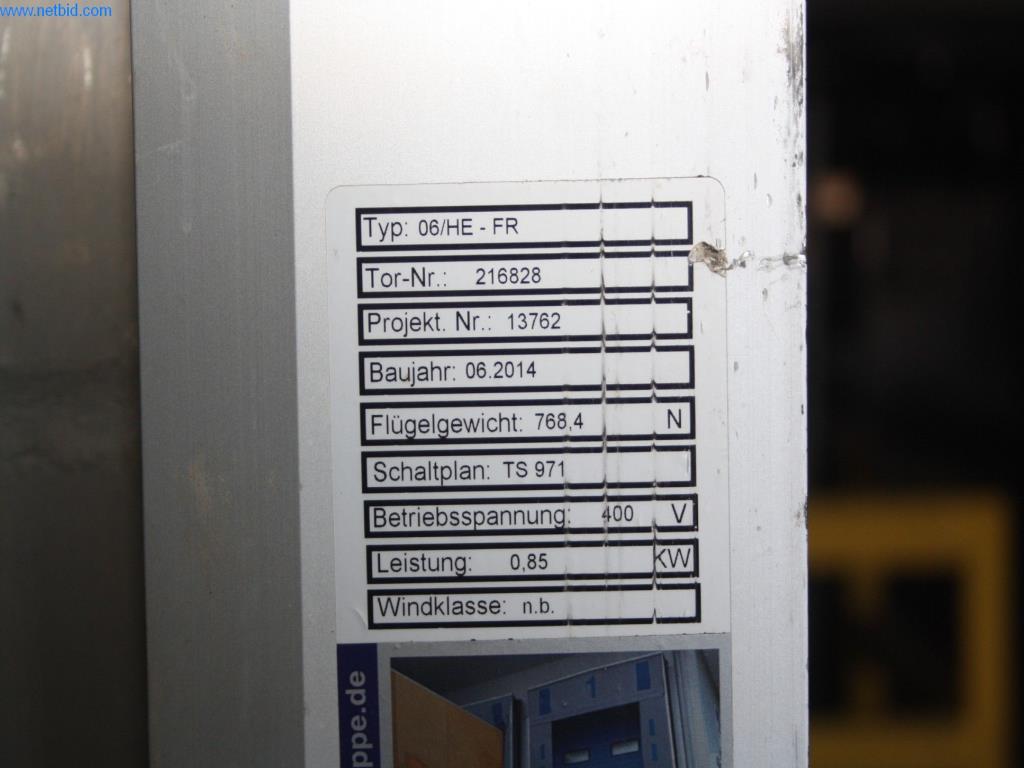 www.netbid.com
Typ: 06/HE - FR
Tor-Nr.: 216828
Projekt. Nr.: 13762
Baujahr: 06.2014
Flügelgewicht: 768,4 N
Schaltplan: TS 971
Betriebsspannung: 400 V
Leistung: 0,85 KW
Windklasse: n.b.
ppe.de
1